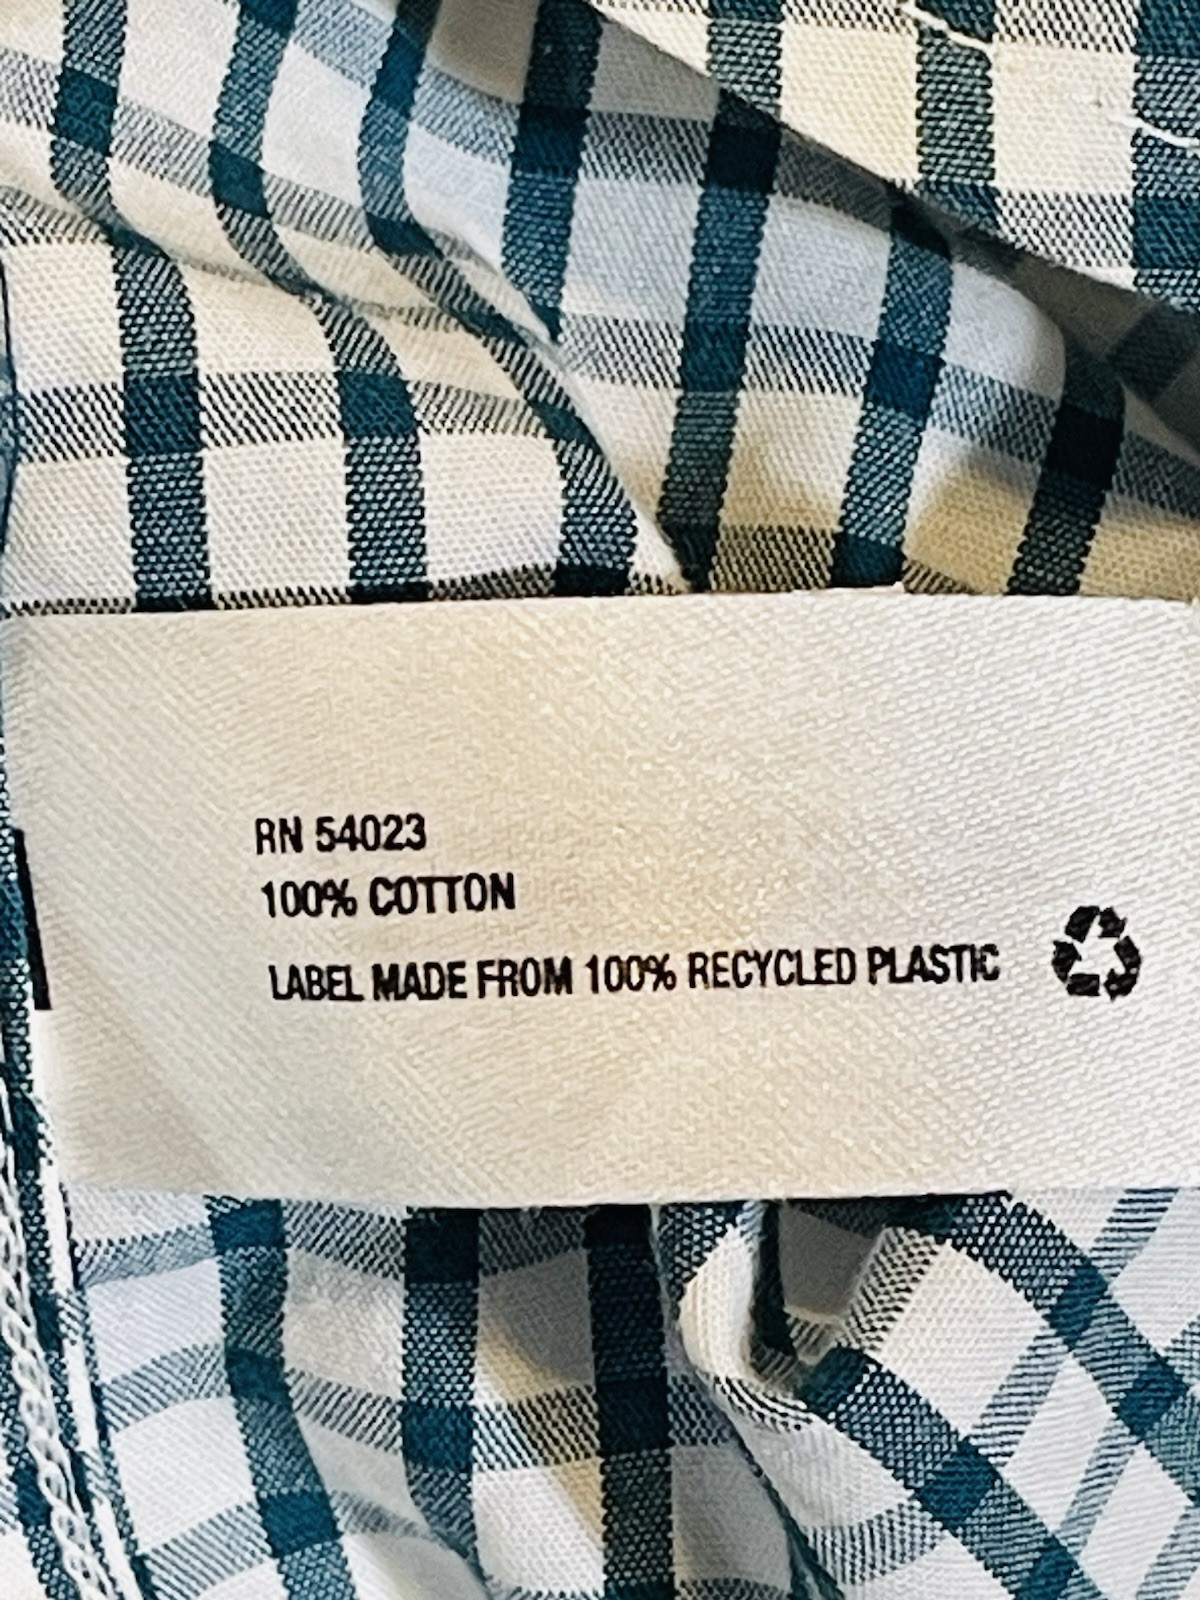 RN 54023
100% COTTON
LABEL MADE FROM 100% RECYCLED PLASTIC